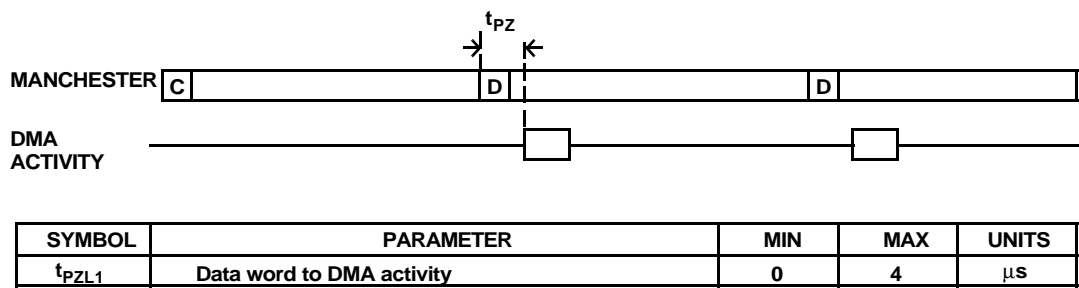 tPZ
MANCHESTER C D D
DMA
ACTIVITY
SYMBOL PARAMETER MIN MAX UNITS
tPZL1 Data word to DMA activity 0 4 μs